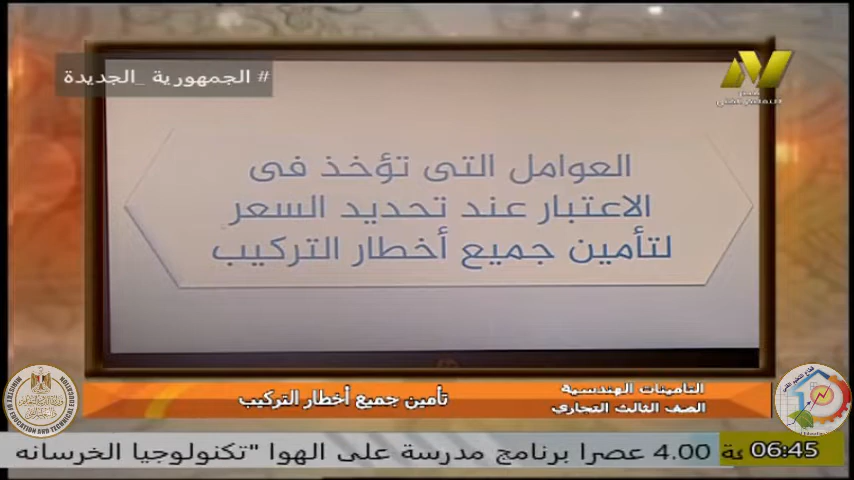 # الجمهورية _الجديدة
العوامل التى تؤخذ فى
الاعتبار عند تحديد السعر
لتأمين جميع أخطار التركيب
التأمينات الهندسية
الصف الثالث التجارى
تأمين جميع أخطار التركيب
4.00 عصرا برنامج مدرسة على الهوا "تكنولوجيا الخرسانه
06:45